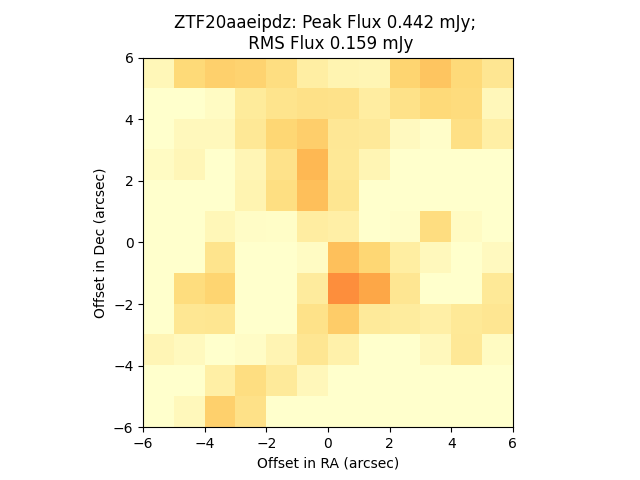 ZTF20aaeipdz: Peak Flux 0.442 mJy;
RMS Flux 0.159 mJy
6
4
2
0
−2
−4
−6
Offset in Dec (arcsec)
−6 −4 −2 0 2 4 6
Offset in RA (arcsec)